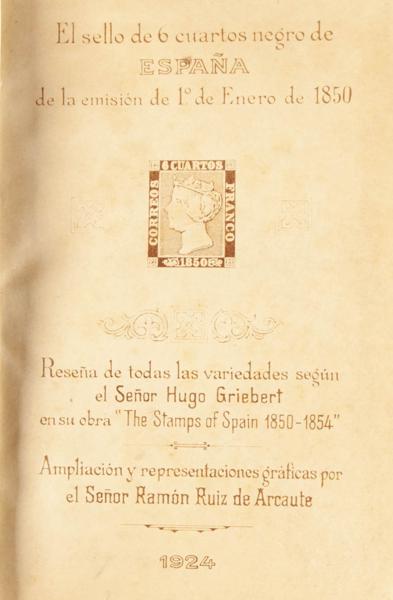 El sello de 6 cuartos negro de
ESPAÑA
de la emisión de 1º de Enero de 1850
6 CUARTOS
CORREOS
FRANCO
1850
Reseña de todas las variedades según
el Señor Hugo Griebert
en su obra "The Stamps of Spain 1850-1854"
Ampliación y representaciones gráficas por
el Señor Ramón Ruiz de Arcaute
1924